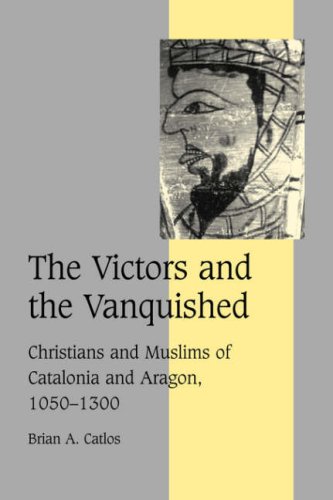 The Victors and
the Vanquished
Christians and Muslims of
Catalonia and Aragon,
1050–1300
Brian A. Catlos